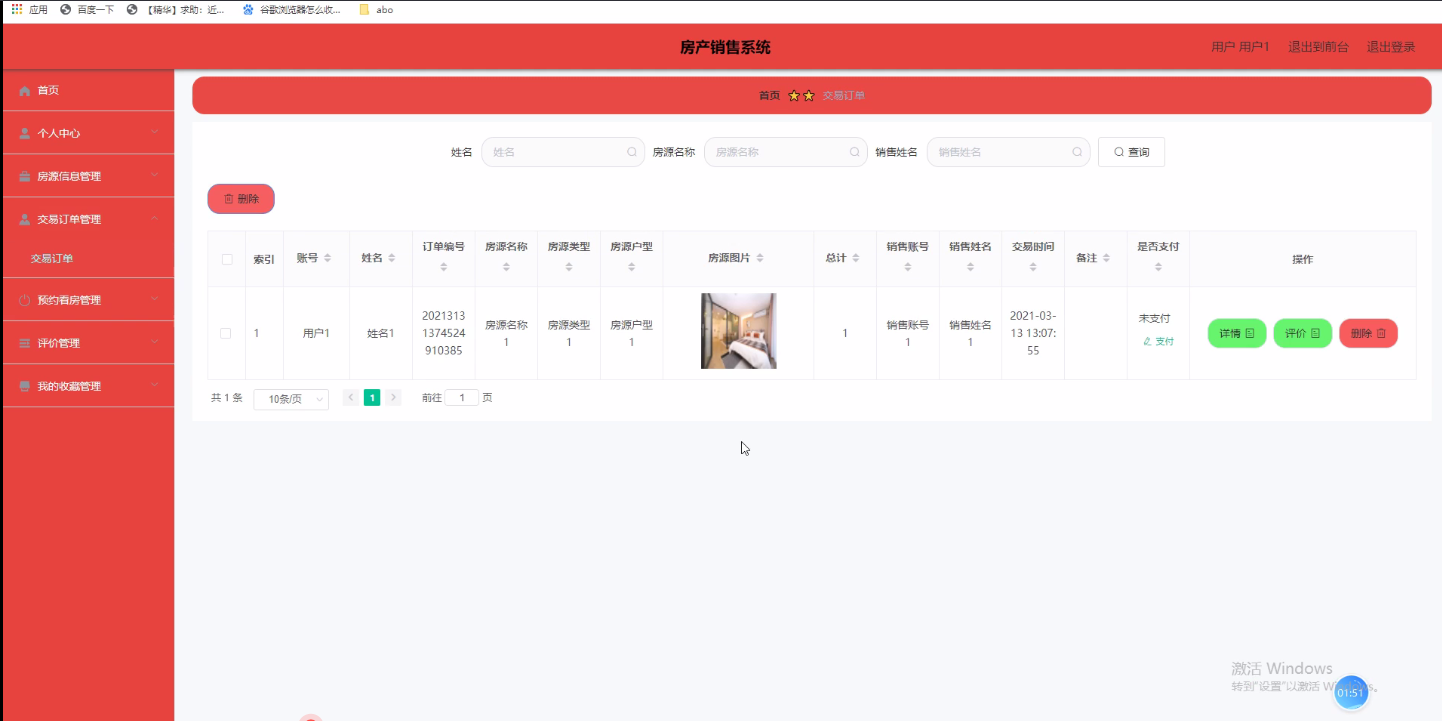 应用 百度一下 【精华】求助：近... 谷歌浏览器怎么收... abo
房产销售系统
用户 用户1 退出到前台 退出登录
首页
个人中心
房源信息管理
交易订单管理
交易订单
预约看房管理
评价管理
我的收藏管理
首页 交易订单
姓名 姓名 房源名称 房源名称 销售姓名 销售姓名 查询
删除
索引 账号 姓名 订单编号 房源名称 房源类型 房源户型 房源图片 总计 销售账号 销售姓名 交易时间 备注 是否支付 操作
1 用户1 姓名1
2021313
1374524
910385
房源名称
1
房源类型
1
房源户型
1
1
销售账号
1
销售姓名
1
2021-03-
13 13:07:
55
未支付
支付
详情 评价 删除
共 1 条 10条/页 1 前往 1 页
激活 Windows
转到"设置"以激活 W
01:51